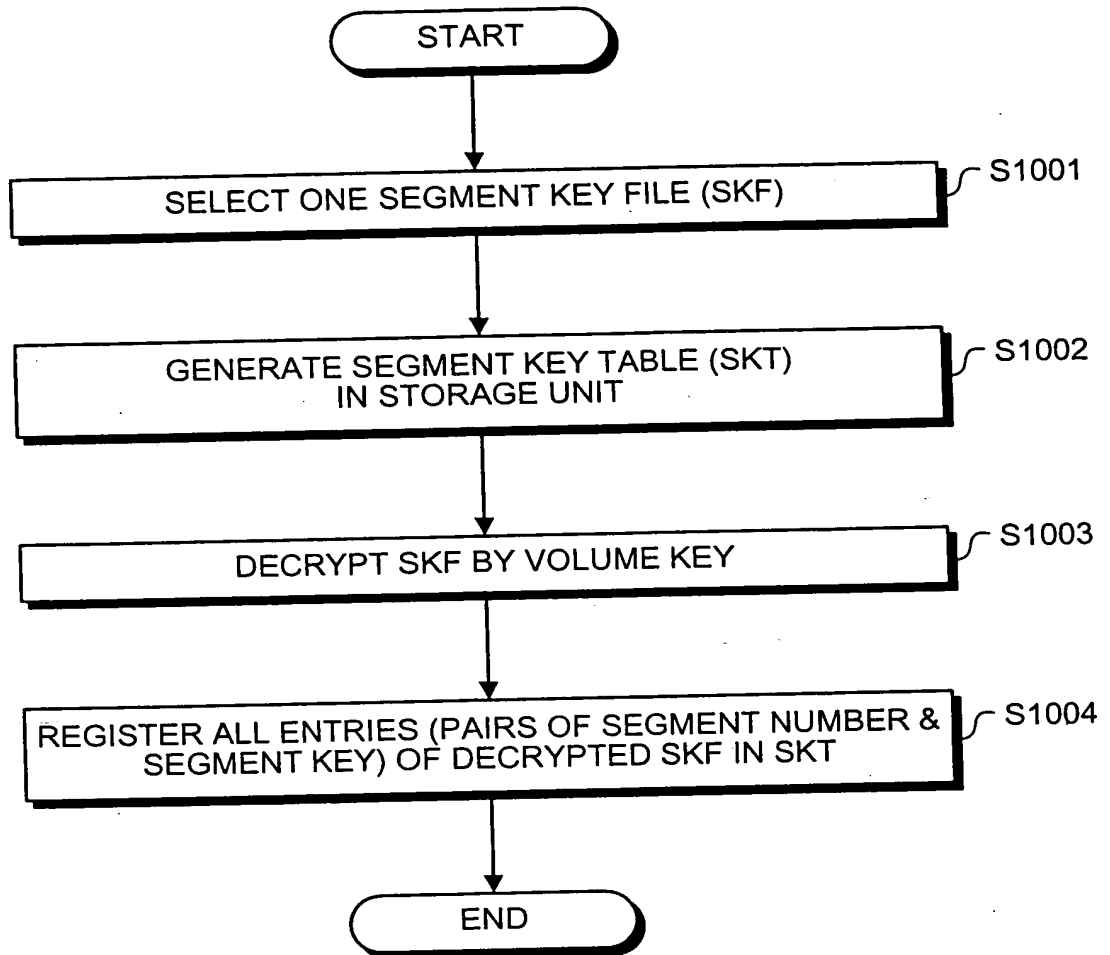 START
SELECT ONE SEGMENT KEY FILE (SKF)
S1001
GENERATE SEGMENT KEY TABLE (SKT)
IN STORAGE UNIT
S1002
DECRYPT SKF BY VOLUME KEY
S1003
REGISTER ALL ENTRIES (PAIRS OF SEGMENT NUMBER &
SEGMENT KEY) OF DECRYPTED SKF IN SKT
S1004
END